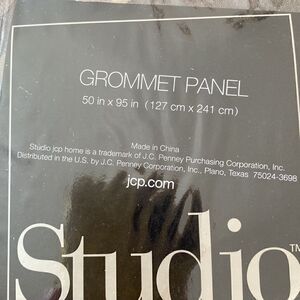 GROMMET PANEL
50 in x 95 in (127 cm x 241 cm)
Made in China
Studio jcp home is a trademark of J.C. Penney Purchasing Corporation, Inc.
Distributed in the U.S. by J.C. Penney Corporation, Inc., Plano, Texas 75024-3698
jcp.com
Studio™